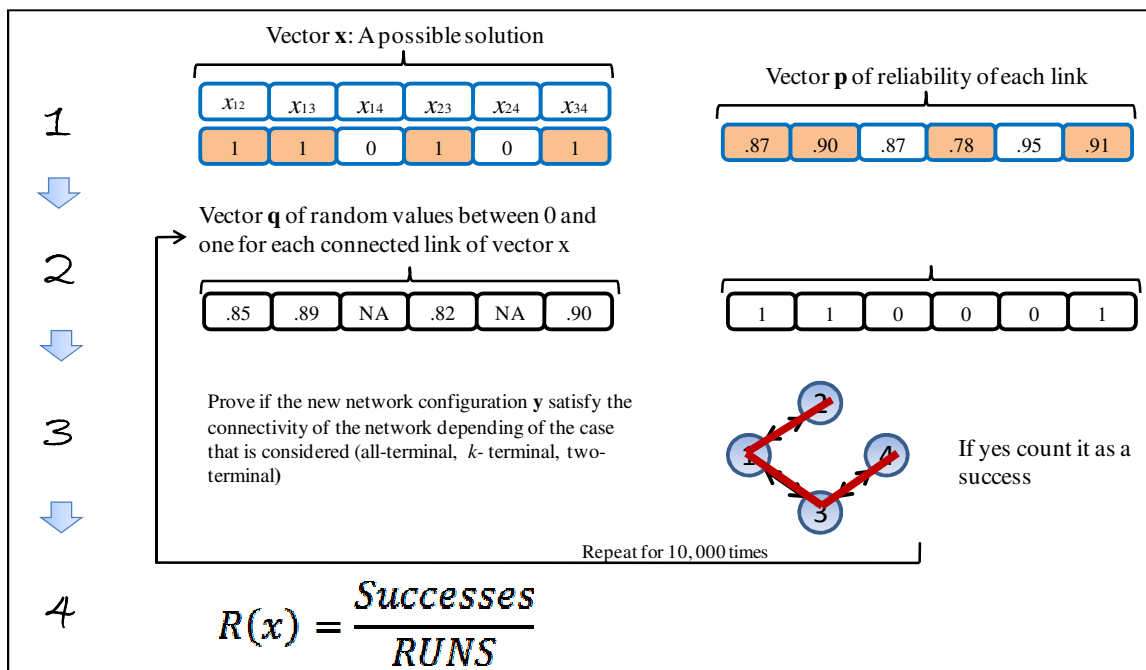 Vector x: A possible solution
Vector p of reliability of each link
1
x12 x13 x14 x23 x24 x34
1 1 0 1 0 1
.87 .90 .87 .78 .95 .91
Vector q of random values between 0 and
one for each connected link of vector x
2
.85 .89 NA .82 NA .90
1 1 0 0 0 1
3
Prove if the new network configuration y satisfy the
connectivity of the network depending of the case
that is considered (all-terminal, k- terminal, two-
terminal)
2
1
4
3
If yes count it as a
success
Repeat for 10,000 times
4
R(x) = Successes
RUNS